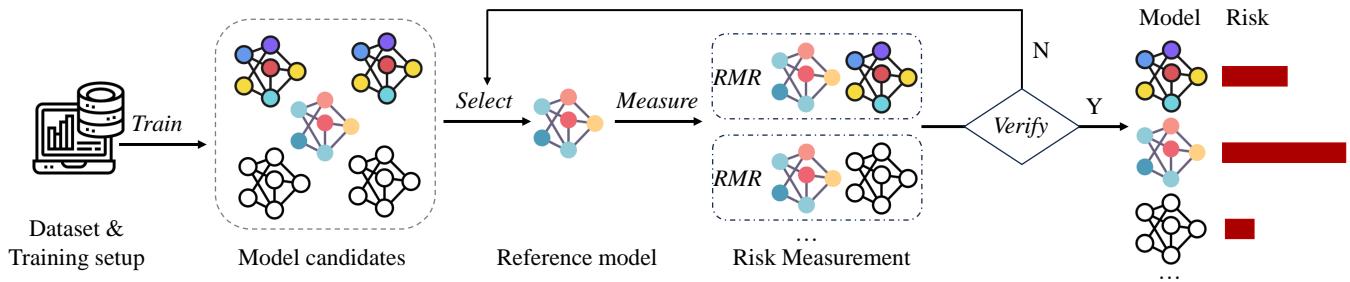 Train
Dataset &
Training setup
Model candidates
Select
Reference model
Measure
RMR
RMR
…
Risk Measurement
Verify
N
Y
Model
Risk
…